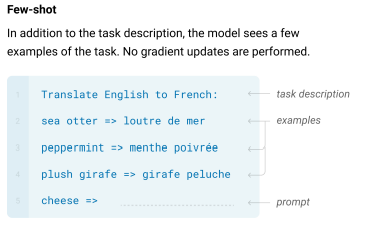 Few-shot
In addition to the task description, the model sees a few
examples of the task. No gradient updates are performed.
1 Translate English to French: task description
2 sea otter => loutre de mer examples
3 peppermint => menthe poivrée
4 plush girafe => girafe peluche
5 cheese => prompt